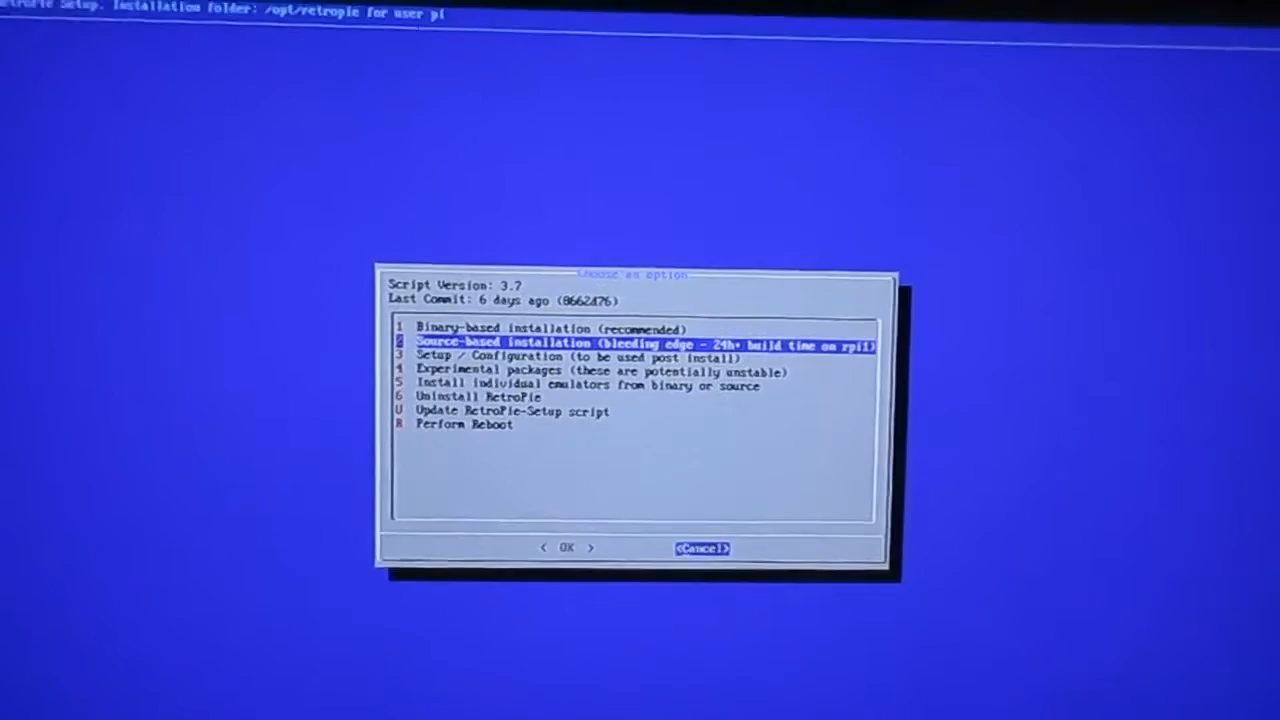 Setup. Installation folder: /opt/retropie for user pi
Choose an option
Script Version: 3.7
Last Commit: 6 days ago (8662d76)
1 Binary-based installation (recommended)
2 Source-based installation (bleeding edge - 24h+ build time on rpi1)
3 Setup / Configuration (to be used post install)
4 Experimental packages (these are potentially unstable)
5 Install individual emulators from binary or source
6 Uninstall RetroPie
U Update RetroPie-Setup script
R Perform Reboot
< OK >
<Cancel>